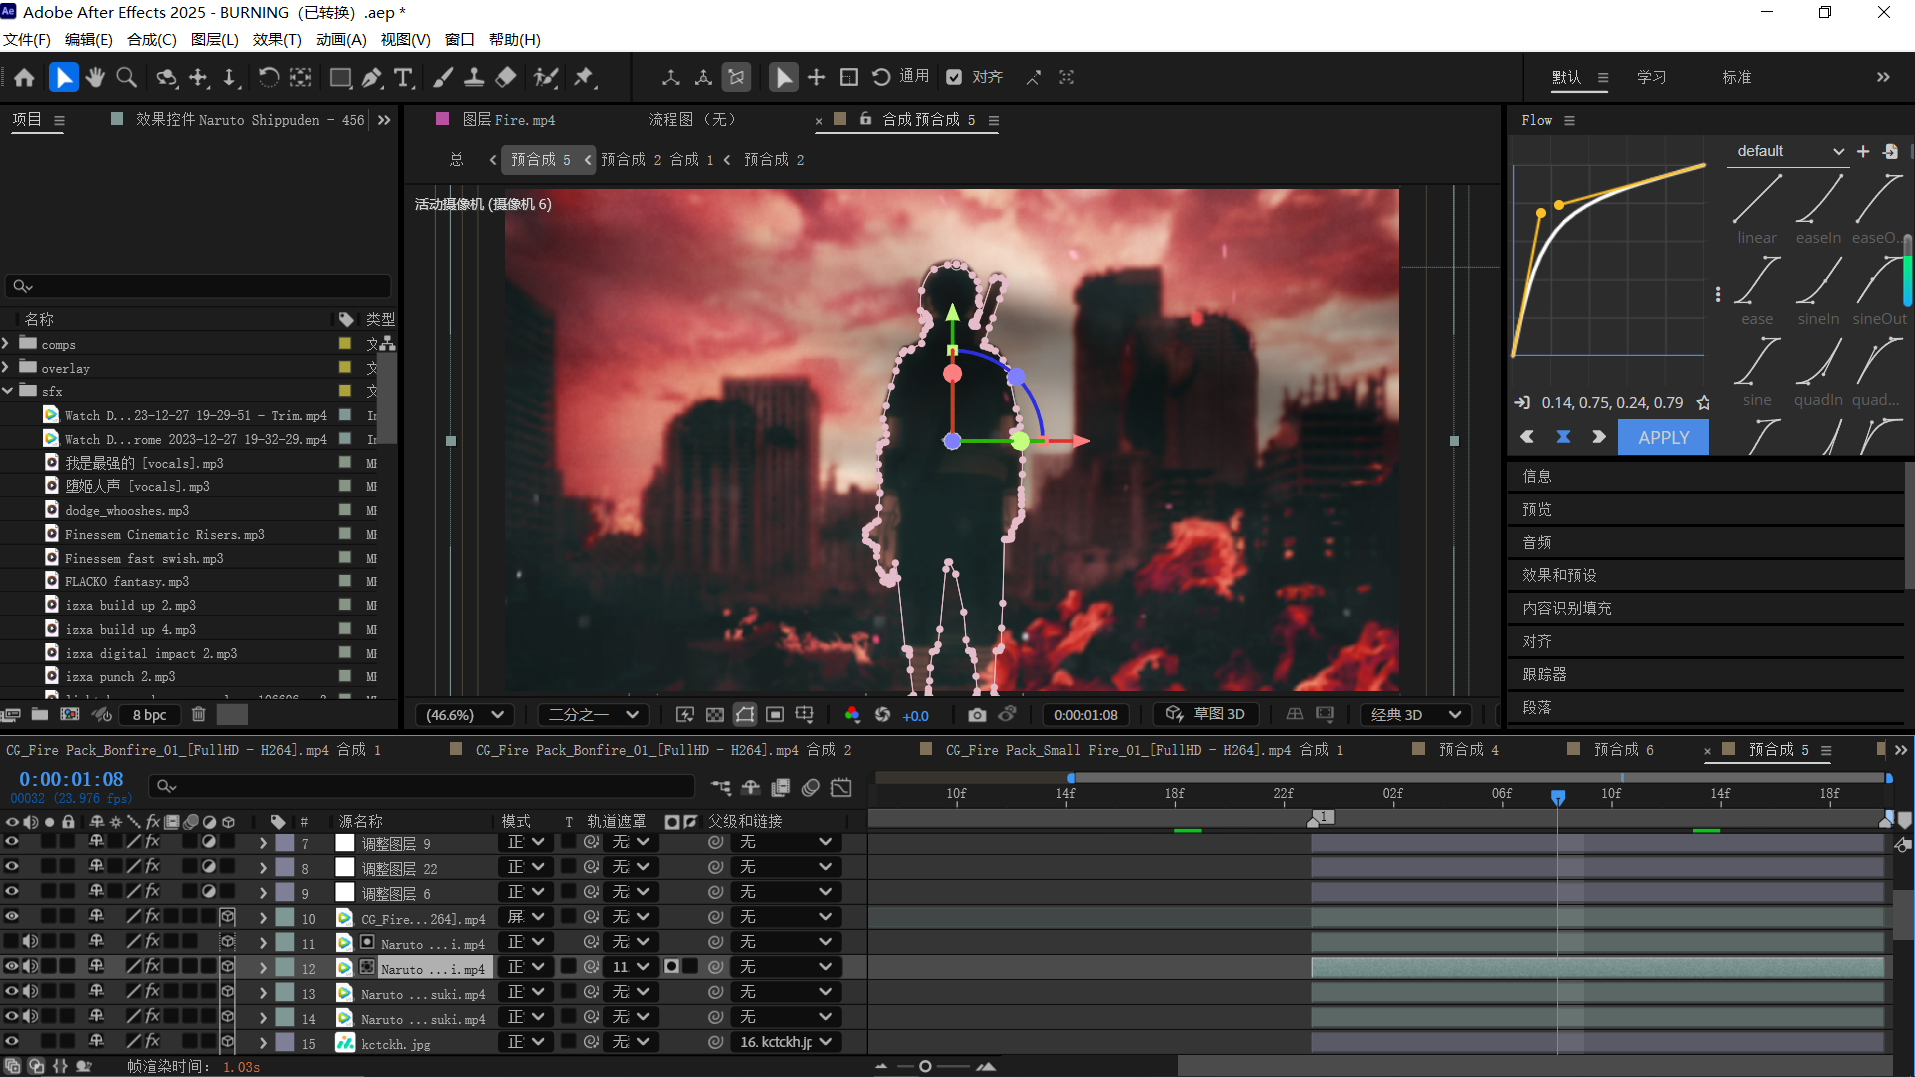 Adobe After Effects 2025 - BURNING（已转换）.aep *
文件(F) 编辑(E) 合成(C) 图层(L) 效果(T) 动画(A) 视图(V) 窗口 帮助(H)
通用 对齐 默认 学习 标准
项目 效果控件 Naruto Shippuden - 456
图层 Fire.mp4 流程图（无） × 合成 预合成 5
总 预合成 5 预合成 2 合成 1 预合成 2
活动摄像机 (摄像机 6)
名称 类型
comps 文
overlay 文
sfx 文
Watch D...23-12-27 19-29-51 - Trim.mp4
Watch D...rome 2023-12-27 19-32-29.mp4
我是最强的 [vocals].mp3
堕姬人声 [vocals].mp3
dodge_whooshes.mp3
Finessem Cinematic Risers.mp3
Finessem fast swish.mp3
FLACKO fantasy.mp3
izxa build up 2.mp3
izxa build up 4.mp3
izxa digital impact 2.mp3
izxa punch 2.mp3
8 bpc
(46.6%) 二分之一 +0.0 0:00:01:08 草图 3D 经典 3D
Flow
default
linear easeIn easeO...
ease sineIn sineOut
sine quadIn quad...
0.14, 0.75, 0.24, 0.79
APPLY
信息
预览
音频
效果和预设
内容识别填充
对齐
跟踪器
段落
CG_Fire Pack_Bonfire_01_[FullHD - H264].mp4 合成 1 CG_Fire Pack_Bonfire_01_[FullHD - H264].mp4 合成 2 CG_Fire Pack_Small Fire_01_[FullHD - H264].mp4 合成 1 预合成 4 预合成 6 × 预合成 5
0:00:01:08
00032 (23.976 fps)
10f 14f 18f 22f 02f 06f 10f 14f 18f
# 源名称 模式 T 轨道遮罩 父级和链接
1
7 调整图层 9 正 无 无
8 调整图层 22 正 无 无
9 调整图层 6 正 无 无
10 CG_Fire...264].mp4 屏 无 无
11 Naruto ...i.mp4 正 无 无
12 Naruto ...i.mp4 正 11 无
13 Naruto ...suki.mp4 正 无 无
14 Naruto ...suki.mp4 正 无 无
15 kctckh.jpg 正 无 16. kctckh.jp
帧渲染时间： 1.03s